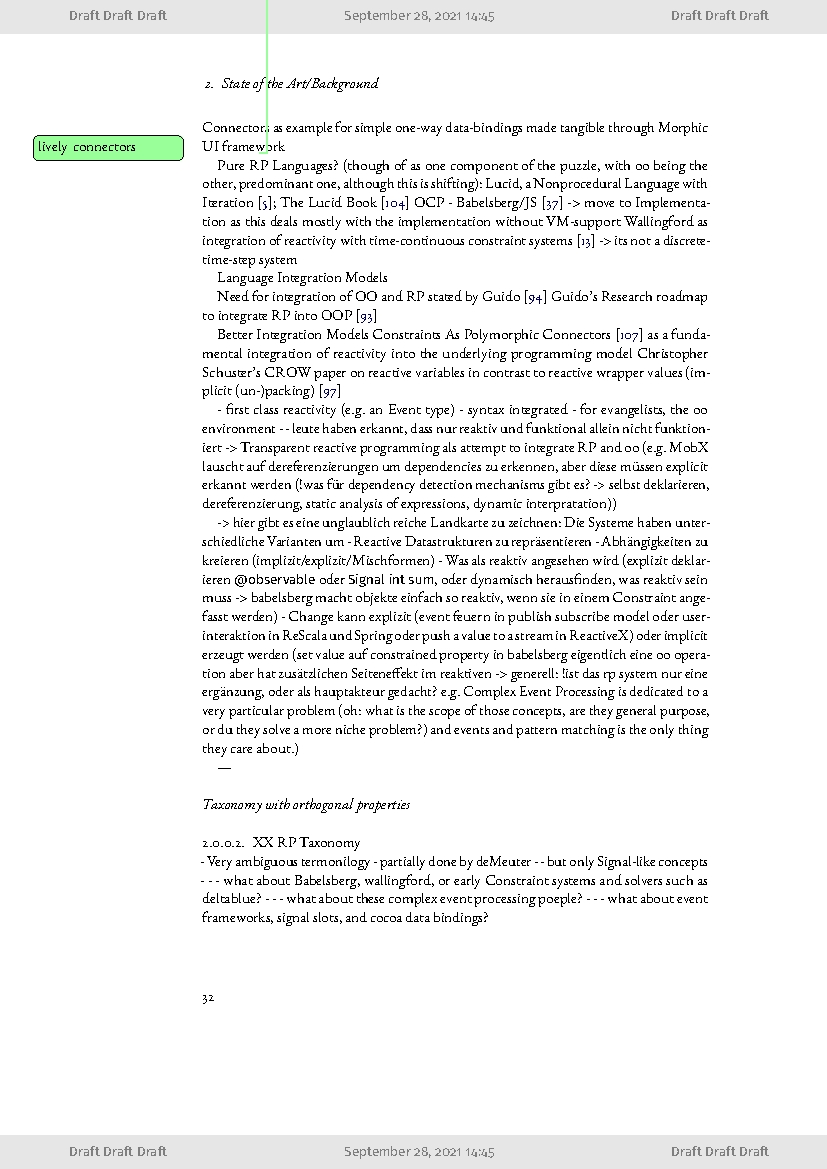 Draft Draft Draft September 28, 2021 14:45 Draft Draft Draft
2. State of the Art/Background
Connectors as example for simple one-way data-bindings made tangible through Morphic
lively connectors
UI framework
Pure RP Languages? (though of as one component of the puzzle, with oo being the
other, predominant one, although this is shifting): Lucid, a Nonprocedural Language with
Iteration [5]; The Lucid Book [104] OCP - Babelsberg/JS [37] -> move to Implementa-
tion as this deals mostly with the implementation without VM-support Wallingford as
integration of reactivity with time-continuous constraint systems [13] -> its not a discrete-
time-step system
Language Integration Models
Need for integration of OO and RP stated by Guido [94] Guido's Research roadmap
to integrate RP into OOP [93]
Better Integration Models Constraints As Polymorphic Connectors [107] as a funda-
mental integration of reactivity into the underlying programming model Christopher
Schuster's CROW paper on reactive variables in contrast to reactive wrapper values (im-
plicit (un-)packing) [97]
- first class reactivity (e.g. an Event type) - syntax integrated - for evangelists, the oo
environment - - leute haben erkannt, dass nur reaktiv und funktional allein nicht funktion-
iert -> Transparent reactive programming als attempt to integrate RP and oo (e.g. MobX
lauscht auf dereferenzierungen um dependencies zu erkennen, aber diese müssen explicit
erkannt werden (!was für dependency detection mechanisms gibt es? -> selbst deklarieren,
dereferenzierung, static analysis of expressions, dynamic interpratation))
-> hier gibt es eine unglaublich reiche Landkarte zu zeichnen: Die Systeme haben unter-
schiedliche Varianten um - Reactive Datastrukturen zu repräsentieren - Abhängigkeiten zu
kreieren (implizit/explizit/Mischformen) - Was als reaktiv angesehen wird (explizit deklar-
ieren @observable oder Signal int sum, oder dynamisch herausfinden, was reaktiv sein
muss -> babelsberg macht objekte einfach so reaktiv, wenn sie in einem Constraint ange-
fasst werden) - Change kann explizit (event feuern in publish subscribe model oder user-
interaktion in ReScala und Spring oder push a value to a stream in ReactiveX) oder implicit
erzeugt werden (set value auf constrained property in babelsberg eigentlich eine oo opera-
tion aber hat zusätzlichen Seiteneffekt im reaktiven -> generell: !ist das rp system nur eine
ergänzung, oder als hauptakteur gedacht? e.g. Complex Event Processing is dedicated to a
very particular problem (oh: what is the scope of those concepts, are they general purpose,
or du they solve a more niche problem?) and events and pattern matching is the only thing
they care about.)
—
Taxonomy with orthogonal properties
2.0.0.2. XX RP Taxonomy
- Very ambiguous termonilogy - partially done by deMeuter - - but only Signal-like concepts
- - - what about Babelsberg, wallingford, or early Constraint systems and solvers such as
deltablue? - - - what about these complex event processing poeple? - - - what about event
frameworks, signal slots, and cocoa data bindings?
32
Draft Draft Draft September 28, 2021 14:45 Draft Draft Draft